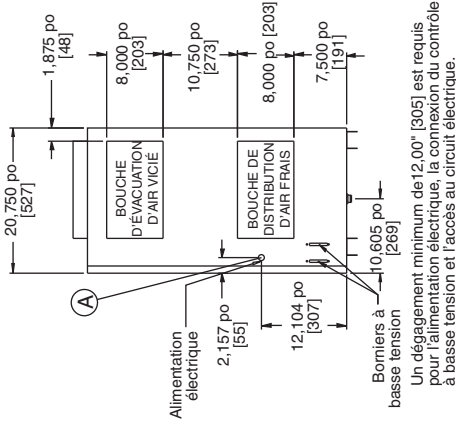 20,750 po
[527]
1,875 po
[48]
8,000 po
[203]
10,750 po
[273]
8,000 po [203]
7,500 po
[191]
BOUCHE
D'ÉVACUATION
D'AIR VICIÉ
BOUCHE DE
DISTRIBUTION
D'AIR FRAIS
A
Alimentation
électrique
2,157 po
[55]
12,104 po
[307]
10,605 po
[269]
Borniers à
basse tension
Un dégagement minimum de12,00" [305] est requis
pour l'alimentation électrique, la connexion du contrôle
à basse tension et l'accès au circuit électrique.